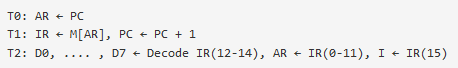 T0: AR ← PC
T1: IR ← M[AR], PC ← PC + 1
T2: D0, .... , D7 ← Decode IR(12-14), AR ← IR(0-11), I ← IR(15)